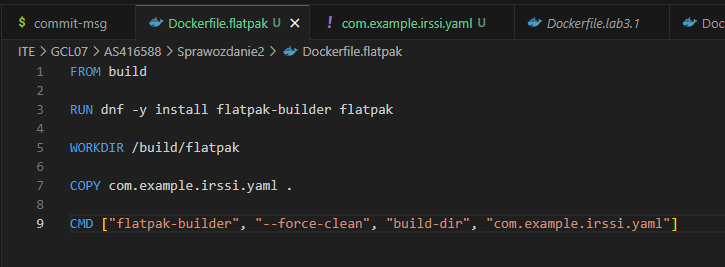 $ commit-msg
Dockerfile.flatpak U ×
! com.example.irssi.yaml U
Dockerfile.lab3.1
Doc
ITE > GCL07 > AS416588 > Sprawozdanie2 > Dockerfile.flatpak
1 FROM build
2
3 RUN dnf -y install flatpak-builder flatpak
4
5 WORKDIR /build/flatpak
6
7 COPY com.example.irssi.yaml .
8
9 CMD ["flatpak-builder", "--force-clean", "build-dir", "com.example.irssi.yaml"]